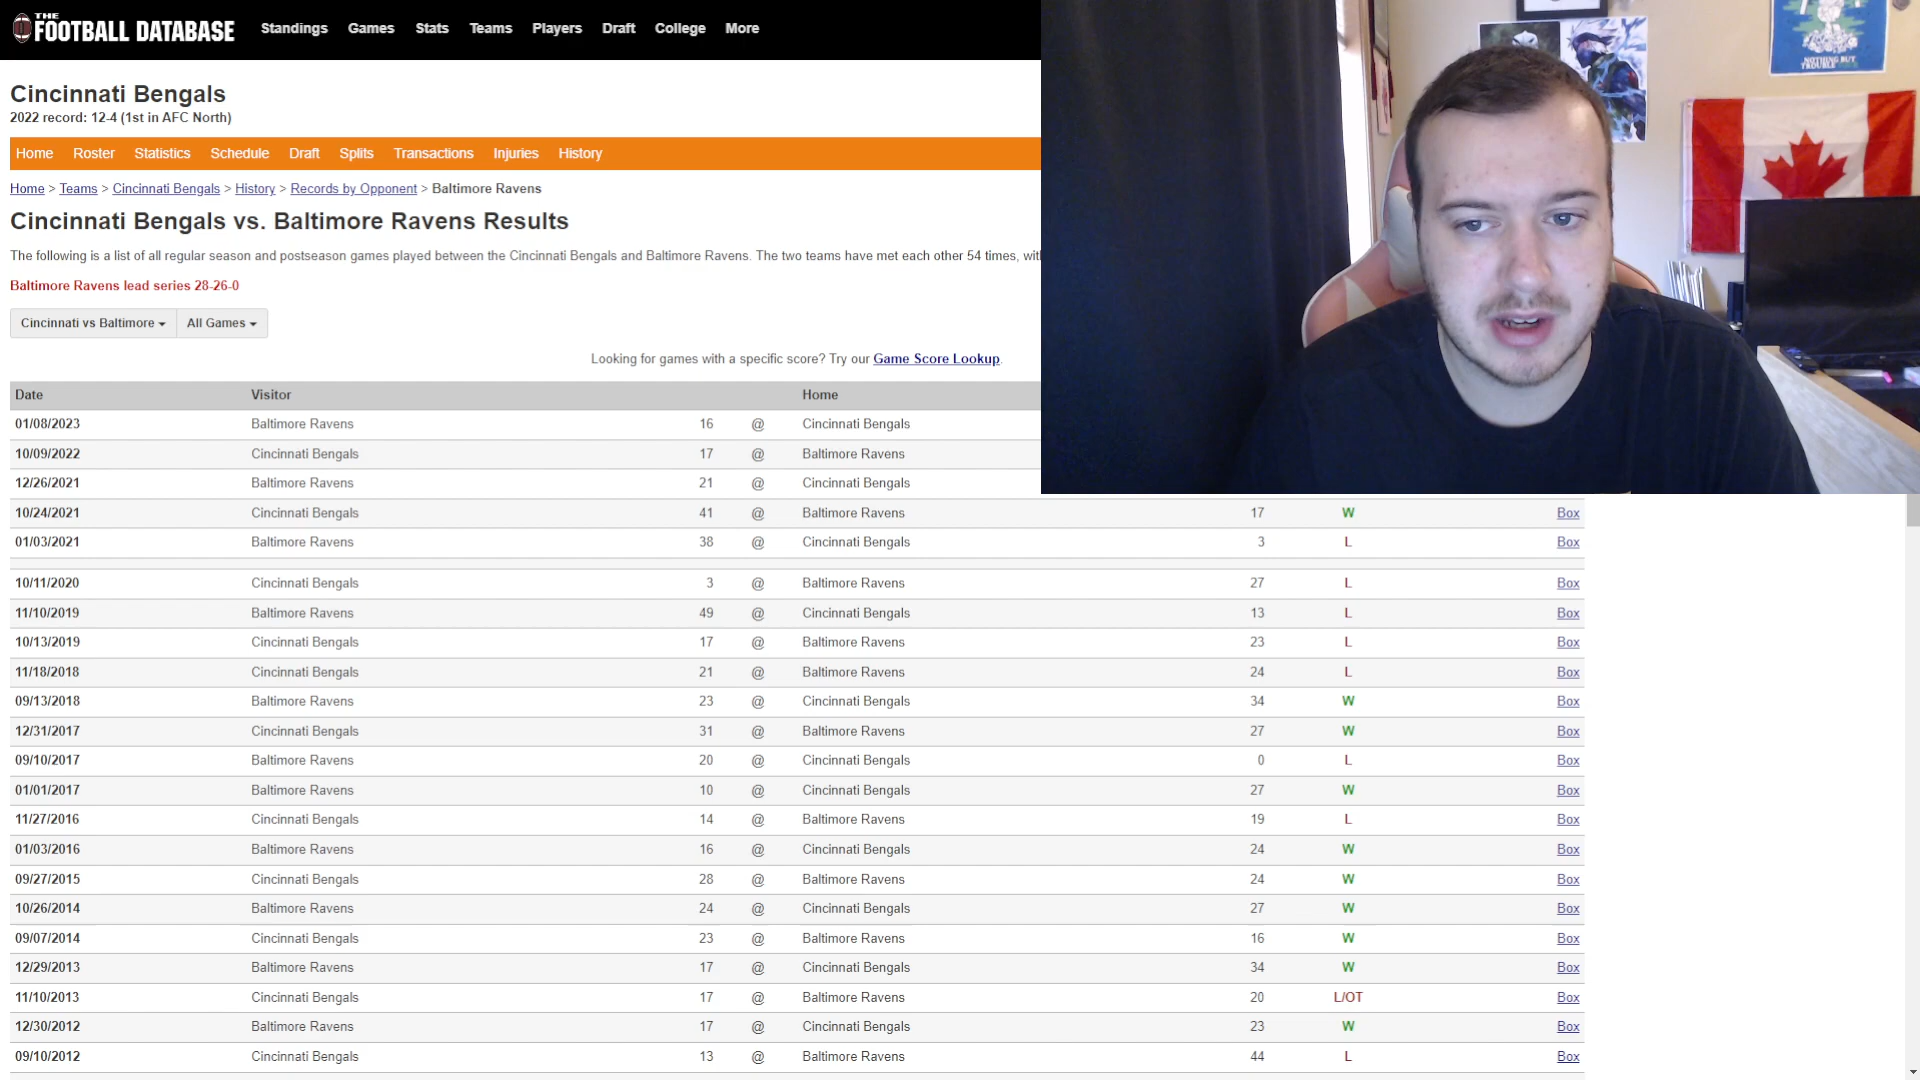 THE FOOTBALL DATABASE Standings Games Stats Teams Players Draft College More
Cincinnati Bengals
2022 record: 12-4 (1st in AFC North)
Home Roster Statistics Schedule Draft Splits Transactions Injuries History
Home > Teams > Cincinnati Bengals > History > Records by Opponent > Baltimore Ravens
Cincinnati Bengals vs. Baltimore Ravens Results
The following is a list of all regular season and postseason games played between the Cincinnati Bengals and Baltimore Ravens. The two teams have met each other 54 times,
Baltimore Ravens lead series 28-26-0
Cincinnati vs Baltimore All Games
Looking for games with a specific score? Try our Game Score Lookup.
Date Visitor Home
01/08/2023 Baltimore Ravens 16 @ Cincinnati Bengals
10/09/2022 Cincinnati Bengals 17 @ Baltimore Ravens
12/26/2021 Baltimore Ravens 21 @ Cincinnati Bengals
10/24/2021 Cincinnati Bengals 41 @ Baltimore Ravens 17 W Box
01/03/2021 Baltimore Ravens 38 @ Cincinnati Bengals 3 L Box
10/11/2020 Cincinnati Bengals 3 @ Baltimore Ravens 27 L Box
11/10/2019 Baltimore Ravens 49 @ Cincinnati Bengals 13 L Box
10/13/2019 Cincinnati Bengals 17 @ Baltimore Ravens 23 L Box
11/18/2018 Cincinnati Bengals 21 @ Baltimore Ravens 24 L Box
09/13/2018 Baltimore Ravens 23 @ Cincinnati Bengals 34 W Box
12/31/2017 Cincinnati Bengals 31 @ Baltimore Ravens 27 W Box
09/10/2017 Baltimore Ravens 20 @ Cincinnati Bengals 0 L Box
01/01/2017 Baltimore Ravens 10 @ Cincinnati Bengals 27 W Box
11/27/2016 Cincinnati Bengals 14 @ Baltimore Ravens 19 L Box
01/03/2016 Baltimore Ravens 16 @ Cincinnati Bengals 24 W Box
09/27/2015 Cincinnati Bengals 28 @ Baltimore Ravens 24 W Box
10/26/2014 Baltimore Ravens 24 @ Cincinnati Bengals 27 W Box
09/07/2014 Cincinnati Bengals 23 @ Baltimore Ravens 16 W Box
12/29/2013 Baltimore Ravens 17 @ Cincinnati Bengals 34 W Box
11/10/2013 Cincinnati Bengals 17 @ Baltimore Ravens 20 L/OT Box
12/30/2012 Baltimore Ravens 17 @ Cincinnati Bengals 23 W Box
09/10/2012 Cincinnati Bengals 13 @ Baltimore Ravens 44 L Box
NOTHING BUT
TROUBLE